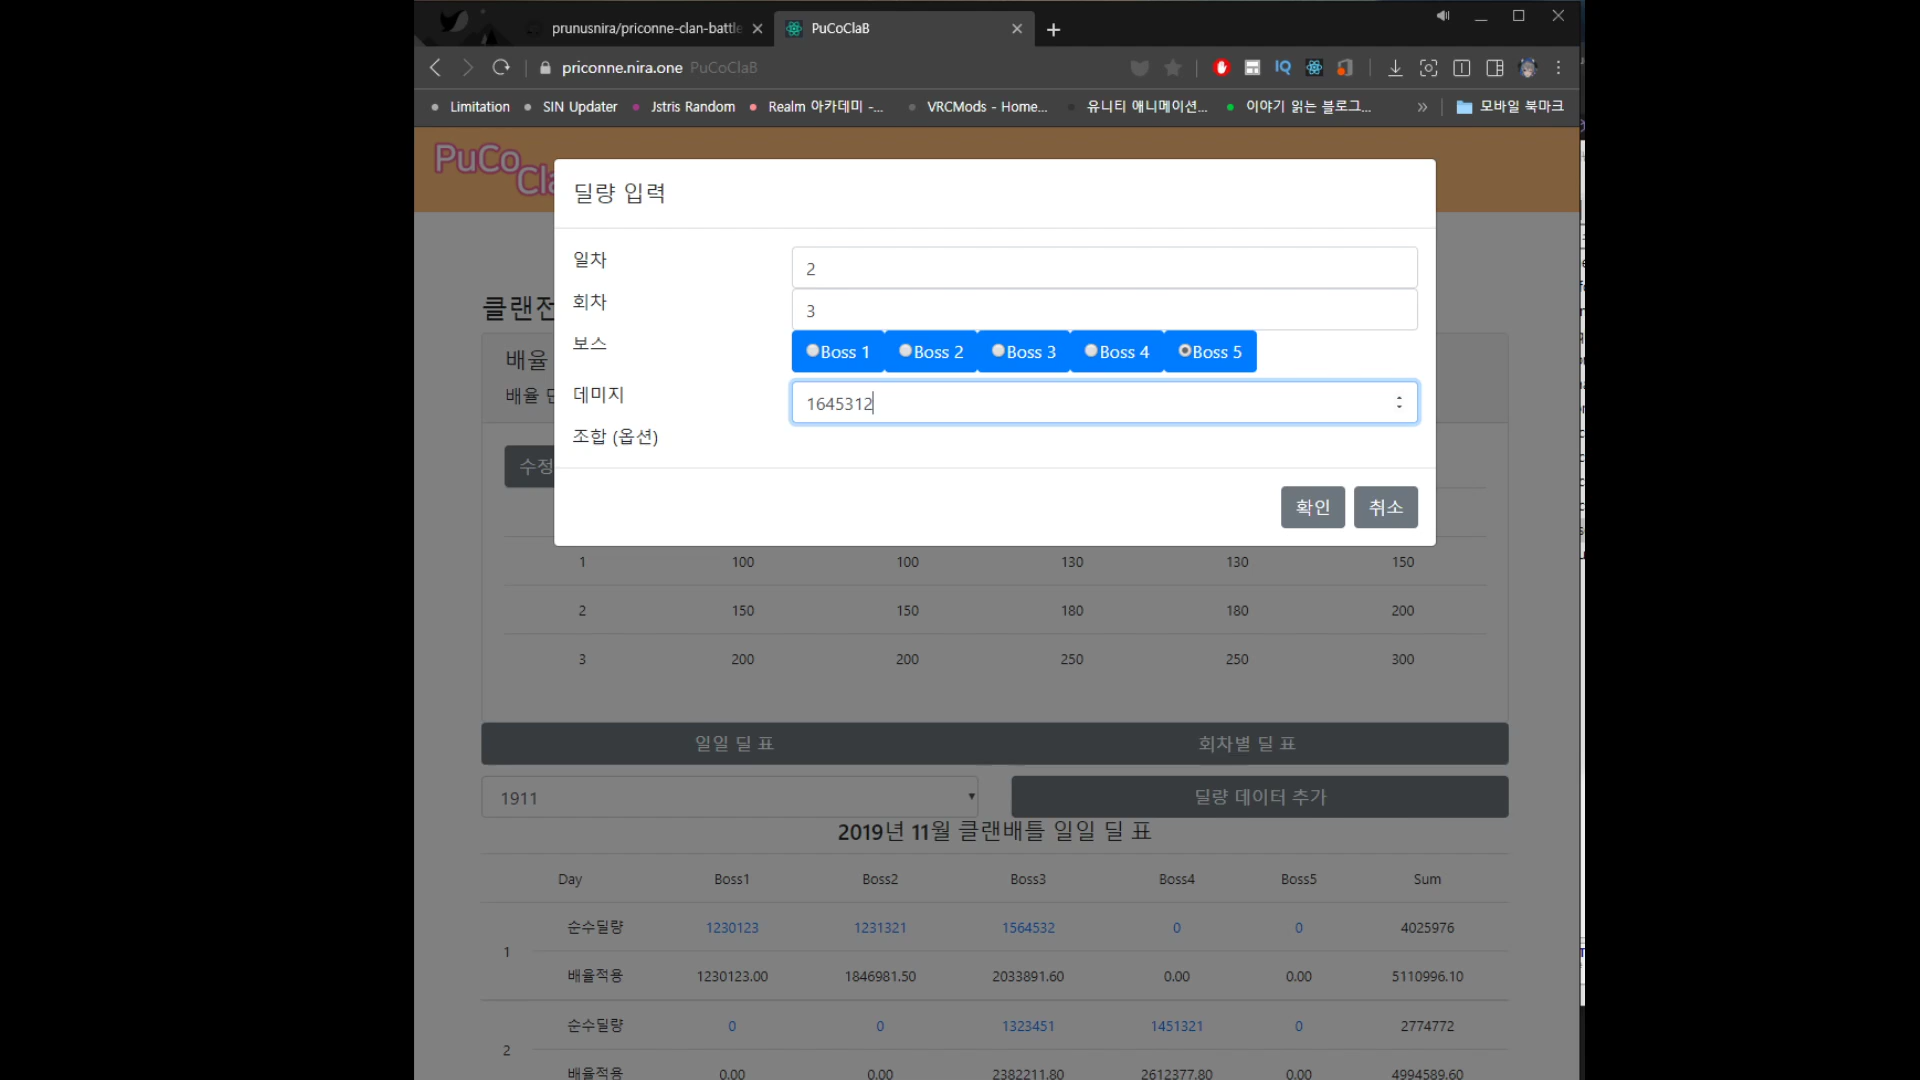 prunusnira/priconne-clan-battle
PuCoClaB
priconne.nira.one PuCoClaB
IQ
Limitation
SIN Updater
Jstris Random
Realm 아카데미 -...
VRCMods - Home...
유니티 애니메이션...
이야기 읽는 블로그...
»
모바일 북마크
PuCo
Cla
딜량 입력
일차 2
회차 3
보스 Boss 1 Boss 2 Boss 3 Boss 4 Boss 5
데미지 1645312
조합 (옵션)
확인 취소
클랜전
배율
배율
수정
1 100 100 130 130 150
2 150 150 180 180 200
3 200 200 250 250 300
일일 딜 표 회차별 딜 표
1911 딜량 데이터 추가
2019년 11월 클랜배틀 일일 딜 표
Day Boss1 Boss2 Boss3 Boss4 Boss5 Sum
1
순수딜량 1230123 1231321 1564532 0 0 4025976
배율적용 1230123.00 1846981.50 2033891.60 0.00 0.00 5110996.10
2
순수딜량 0 0 1323451 1451321 0 2774772
배율적용 0.00 0.00 2382211.80 2612377.80 0.00 4994589.60